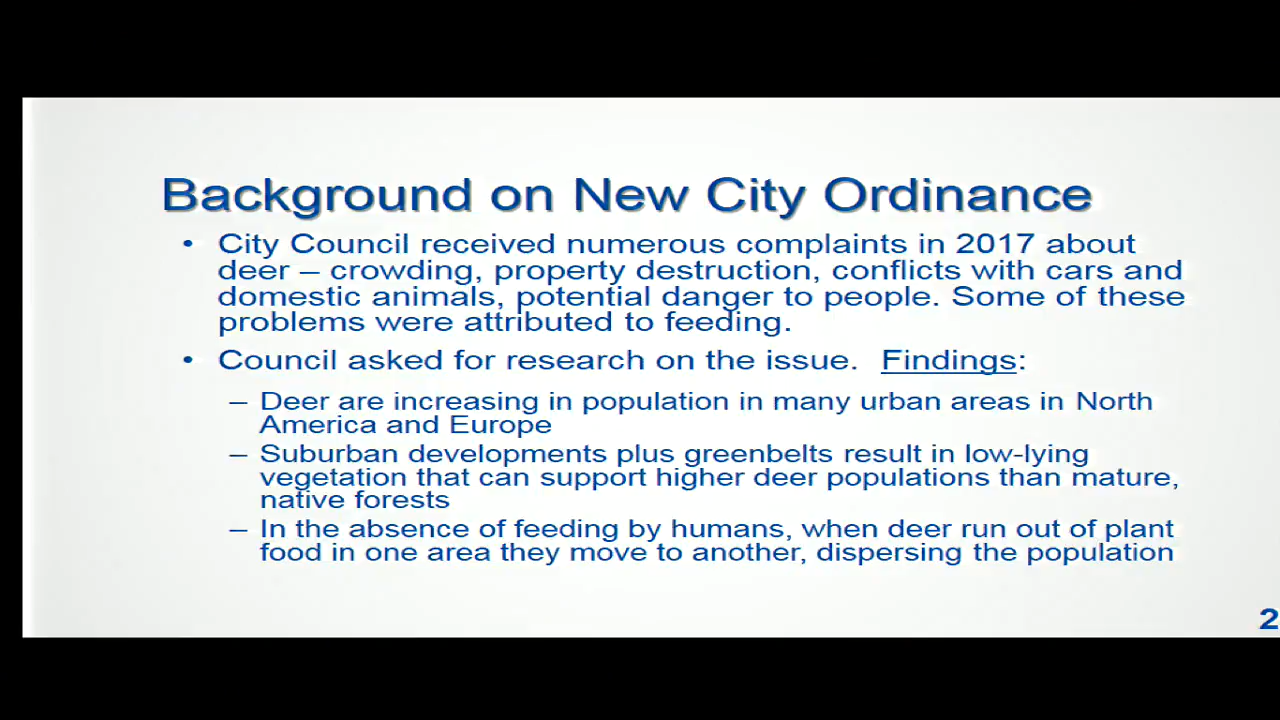 Background on New City Ordinance
• City Council received numerous complaints in 2017 about
deer – crowding, property destruction, conflicts with cars and
domestic animals, potential danger to people. Some of these
problems were attributed to feeding.
• Council asked for research on the issue. Findings:
– Deer are increasing in population in many urban areas in North
America and Europe
– Suburban developments plus greenbelts result in low-lying
vegetation that can support higher deer populations than mature,
native forests
– In the absence of feeding by humans, when deer run out of plant
food in one area they move to another, dispersing the population
2